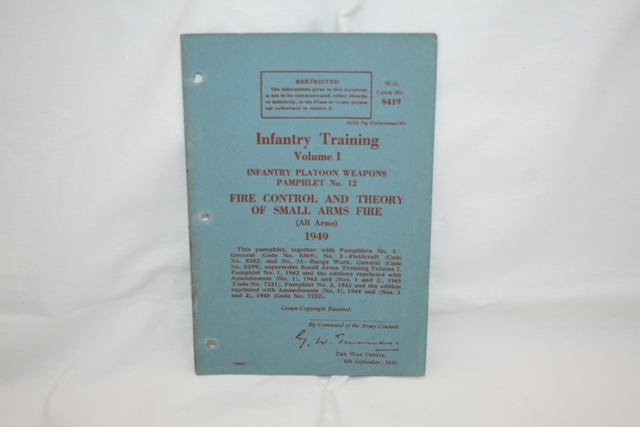 RESTRICTED
The information given in this document
is not to be communicated, either directly
or indirectly, to the Press or to any person
not authorized to receive it.
W.O.
CODE No.
8419
Infantry Training
Volume I
INFANTRY PLATOON WEAPONS
PAMPHLET No. 12
FIRE CONTROL AND THEORY
OF SMALL ARMS FIRE
(All Arms)
1949
This pamphlet, together with Pamphlets No. 1—
General (Code No. 8369), No. 2—Fieldcraft (Code
No. 8382) and No. 31—Range Work, General (Code
No. 8399), supersedes Small Arms Training Volume I,
Pamphlet No. 1, 1942 and the editions reprinted with
Amendments (No. 1), 1943 and (Nos. 1 and 2), 1945
(Code No. 7221), Pamphlet No. 2, 1942 and the edition
reprinted with Amendments (No. 1), 1944 and (Nos. 1
and 2), 1945 (Code No. 7222).
Crown Copyright Reserved.
By Command of the Army Council,
THE WAR OFFICE,
September, 1949.